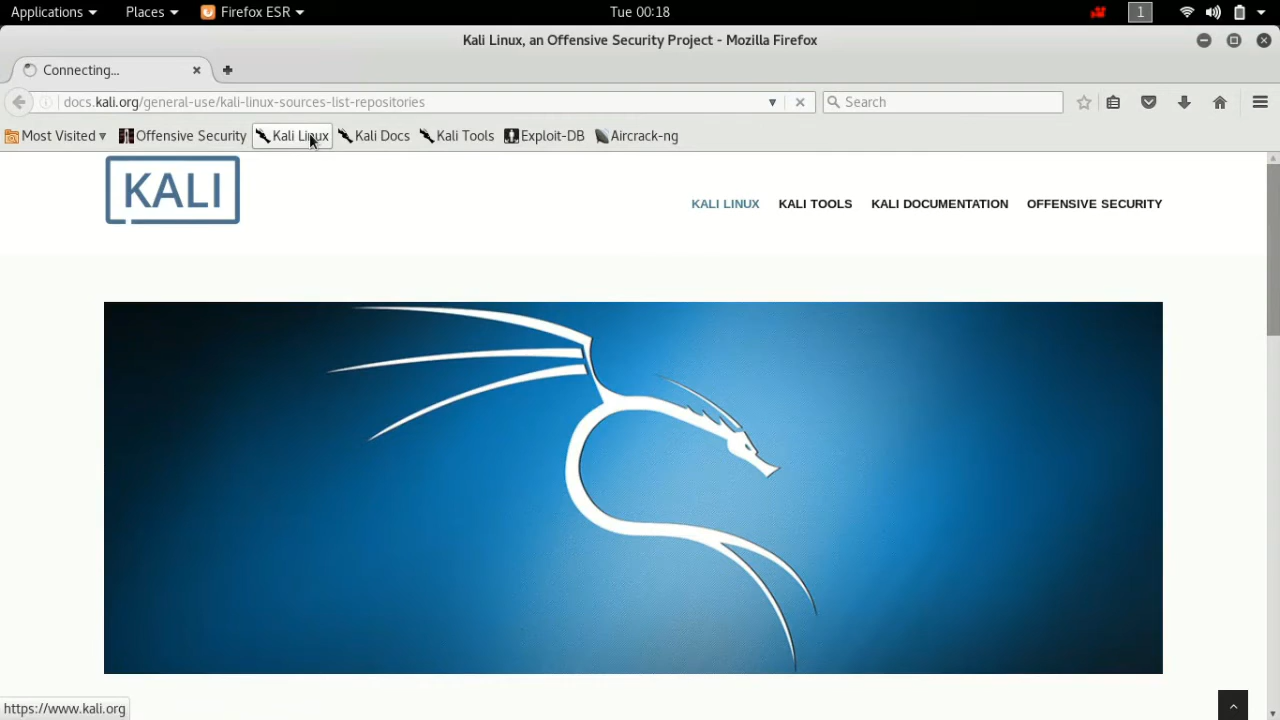 Applications Places Firefox ESR Tue 00:18 1
Kali Linux, an Offensive Security Project - Mozilla Firefox
Connecting...
docs.kali.org/general-use/kali-linux-sources-list-repositories Search
Most Visited Offensive Security Kali Linux Kali Docs Kali Tools Exploit-DB Aircrack-ng
KALI
KALI LINUX KALI TOOLS KALI DOCUMENTATION OFFENSIVE SECURITY
https://www.kali.org